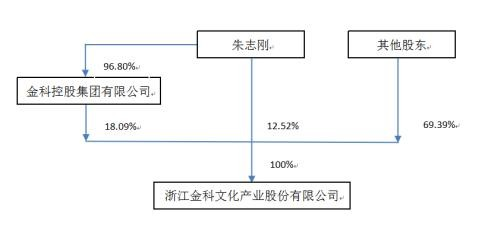 朱志刚
其他股东
96.80%
金科控股集团有限公司
18.09%
12.52%
69.39%
100%
浙江金科文化产业股份有限公司